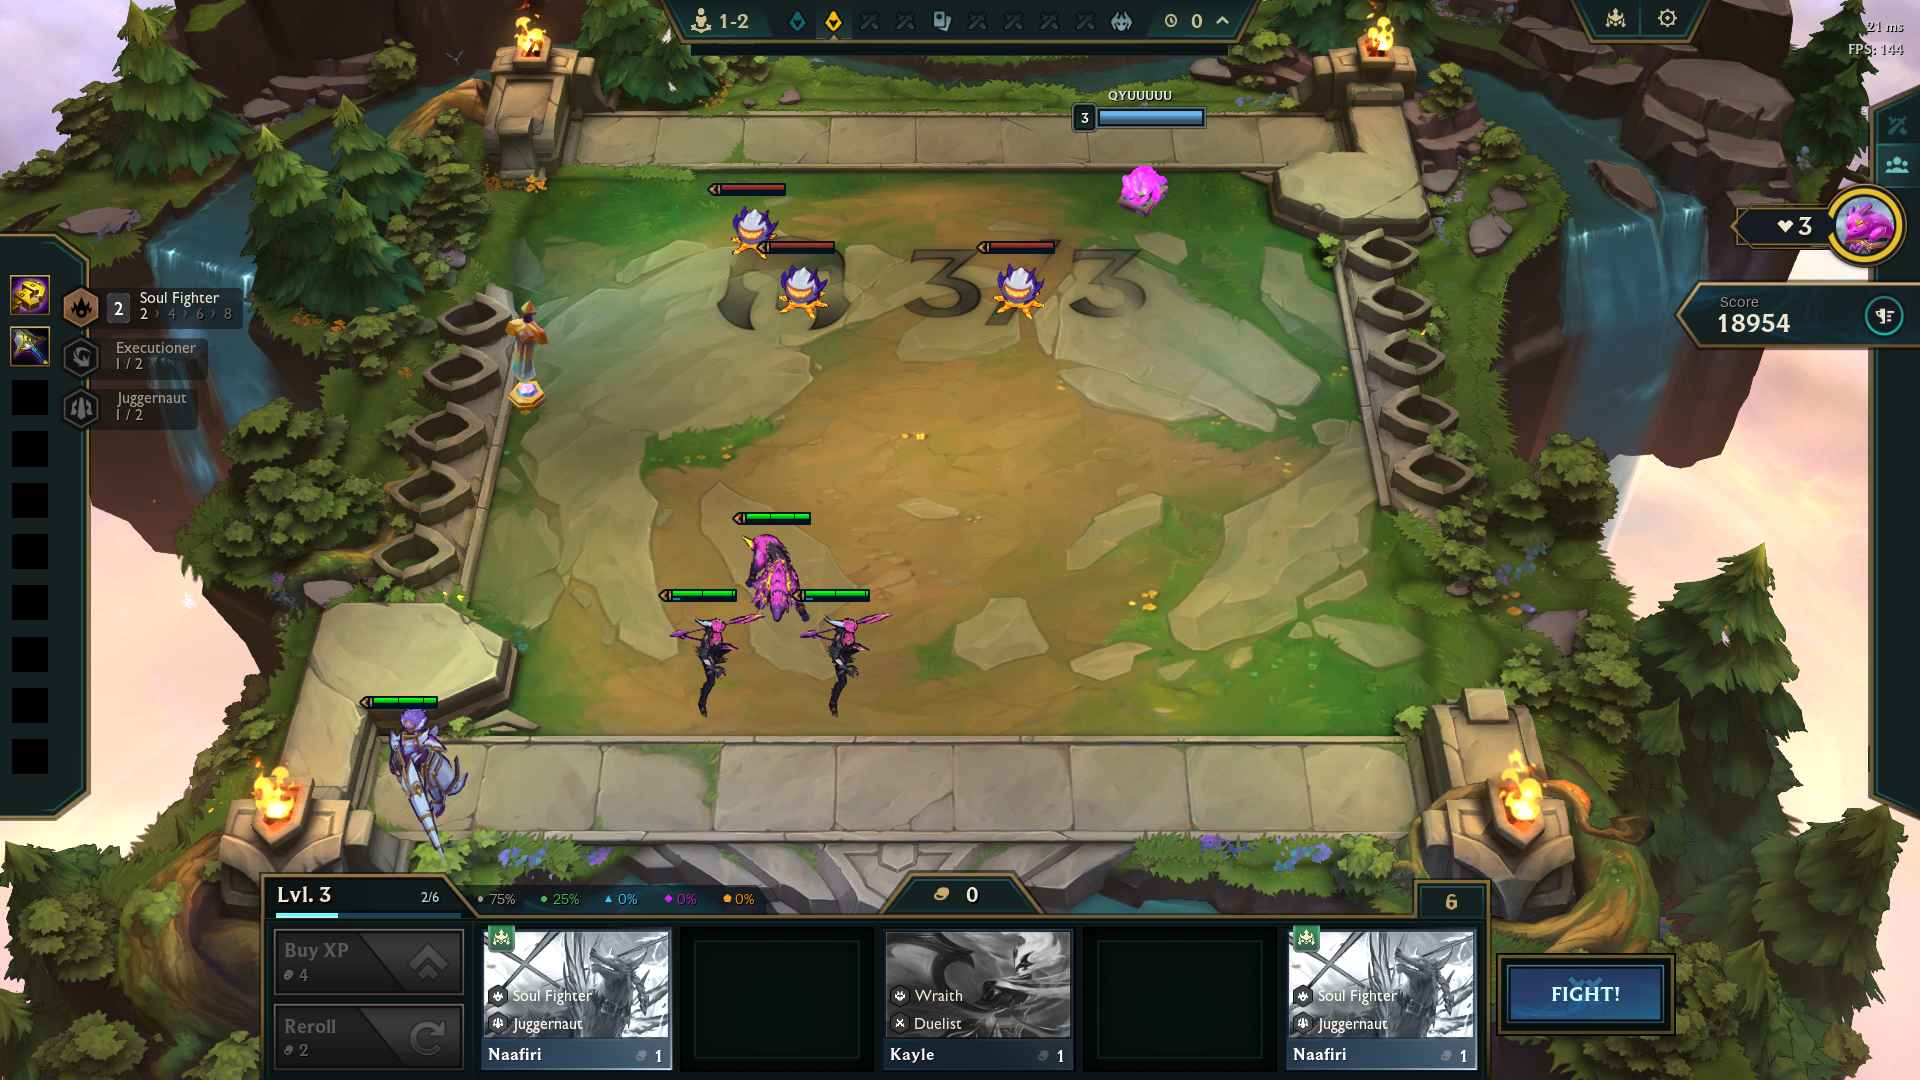 1-2
0
21 ms
FPS: 144
QYUUUUU
3
3
Score
18954
2
Soul Fighter
2 › 4 › 6 › 8
Executioner
1 / 2
Juggernaut
1 / 2
3/3
Lvl. 3
2/6
75%
25%
0%
0%
0%
0
6
Buy XP
4
Reroll
2
Soul Fighter
Juggernaut
Naafiri
1
Wraith
Duelist
Kayle
1
Soul Fighter
Juggernaut
Naafiri
1
FIGHT!